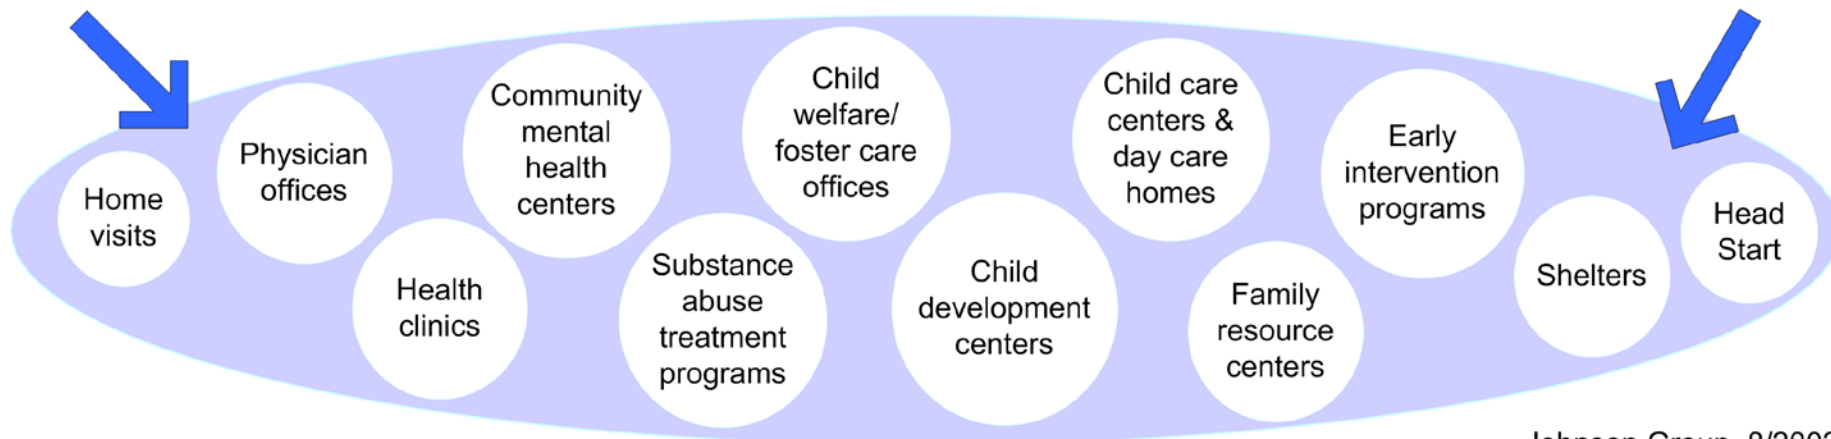 Home
visits
Physician
offices
Health
clinics
Community
mental
health
centers
Substance
abuse
treatment
programs
Child
welfare/
foster care
offices
Child
development
centers
Child care
centers &
day care
homes
Family
resource
centers
Early
intervention
programs
Shelters
Head
Start